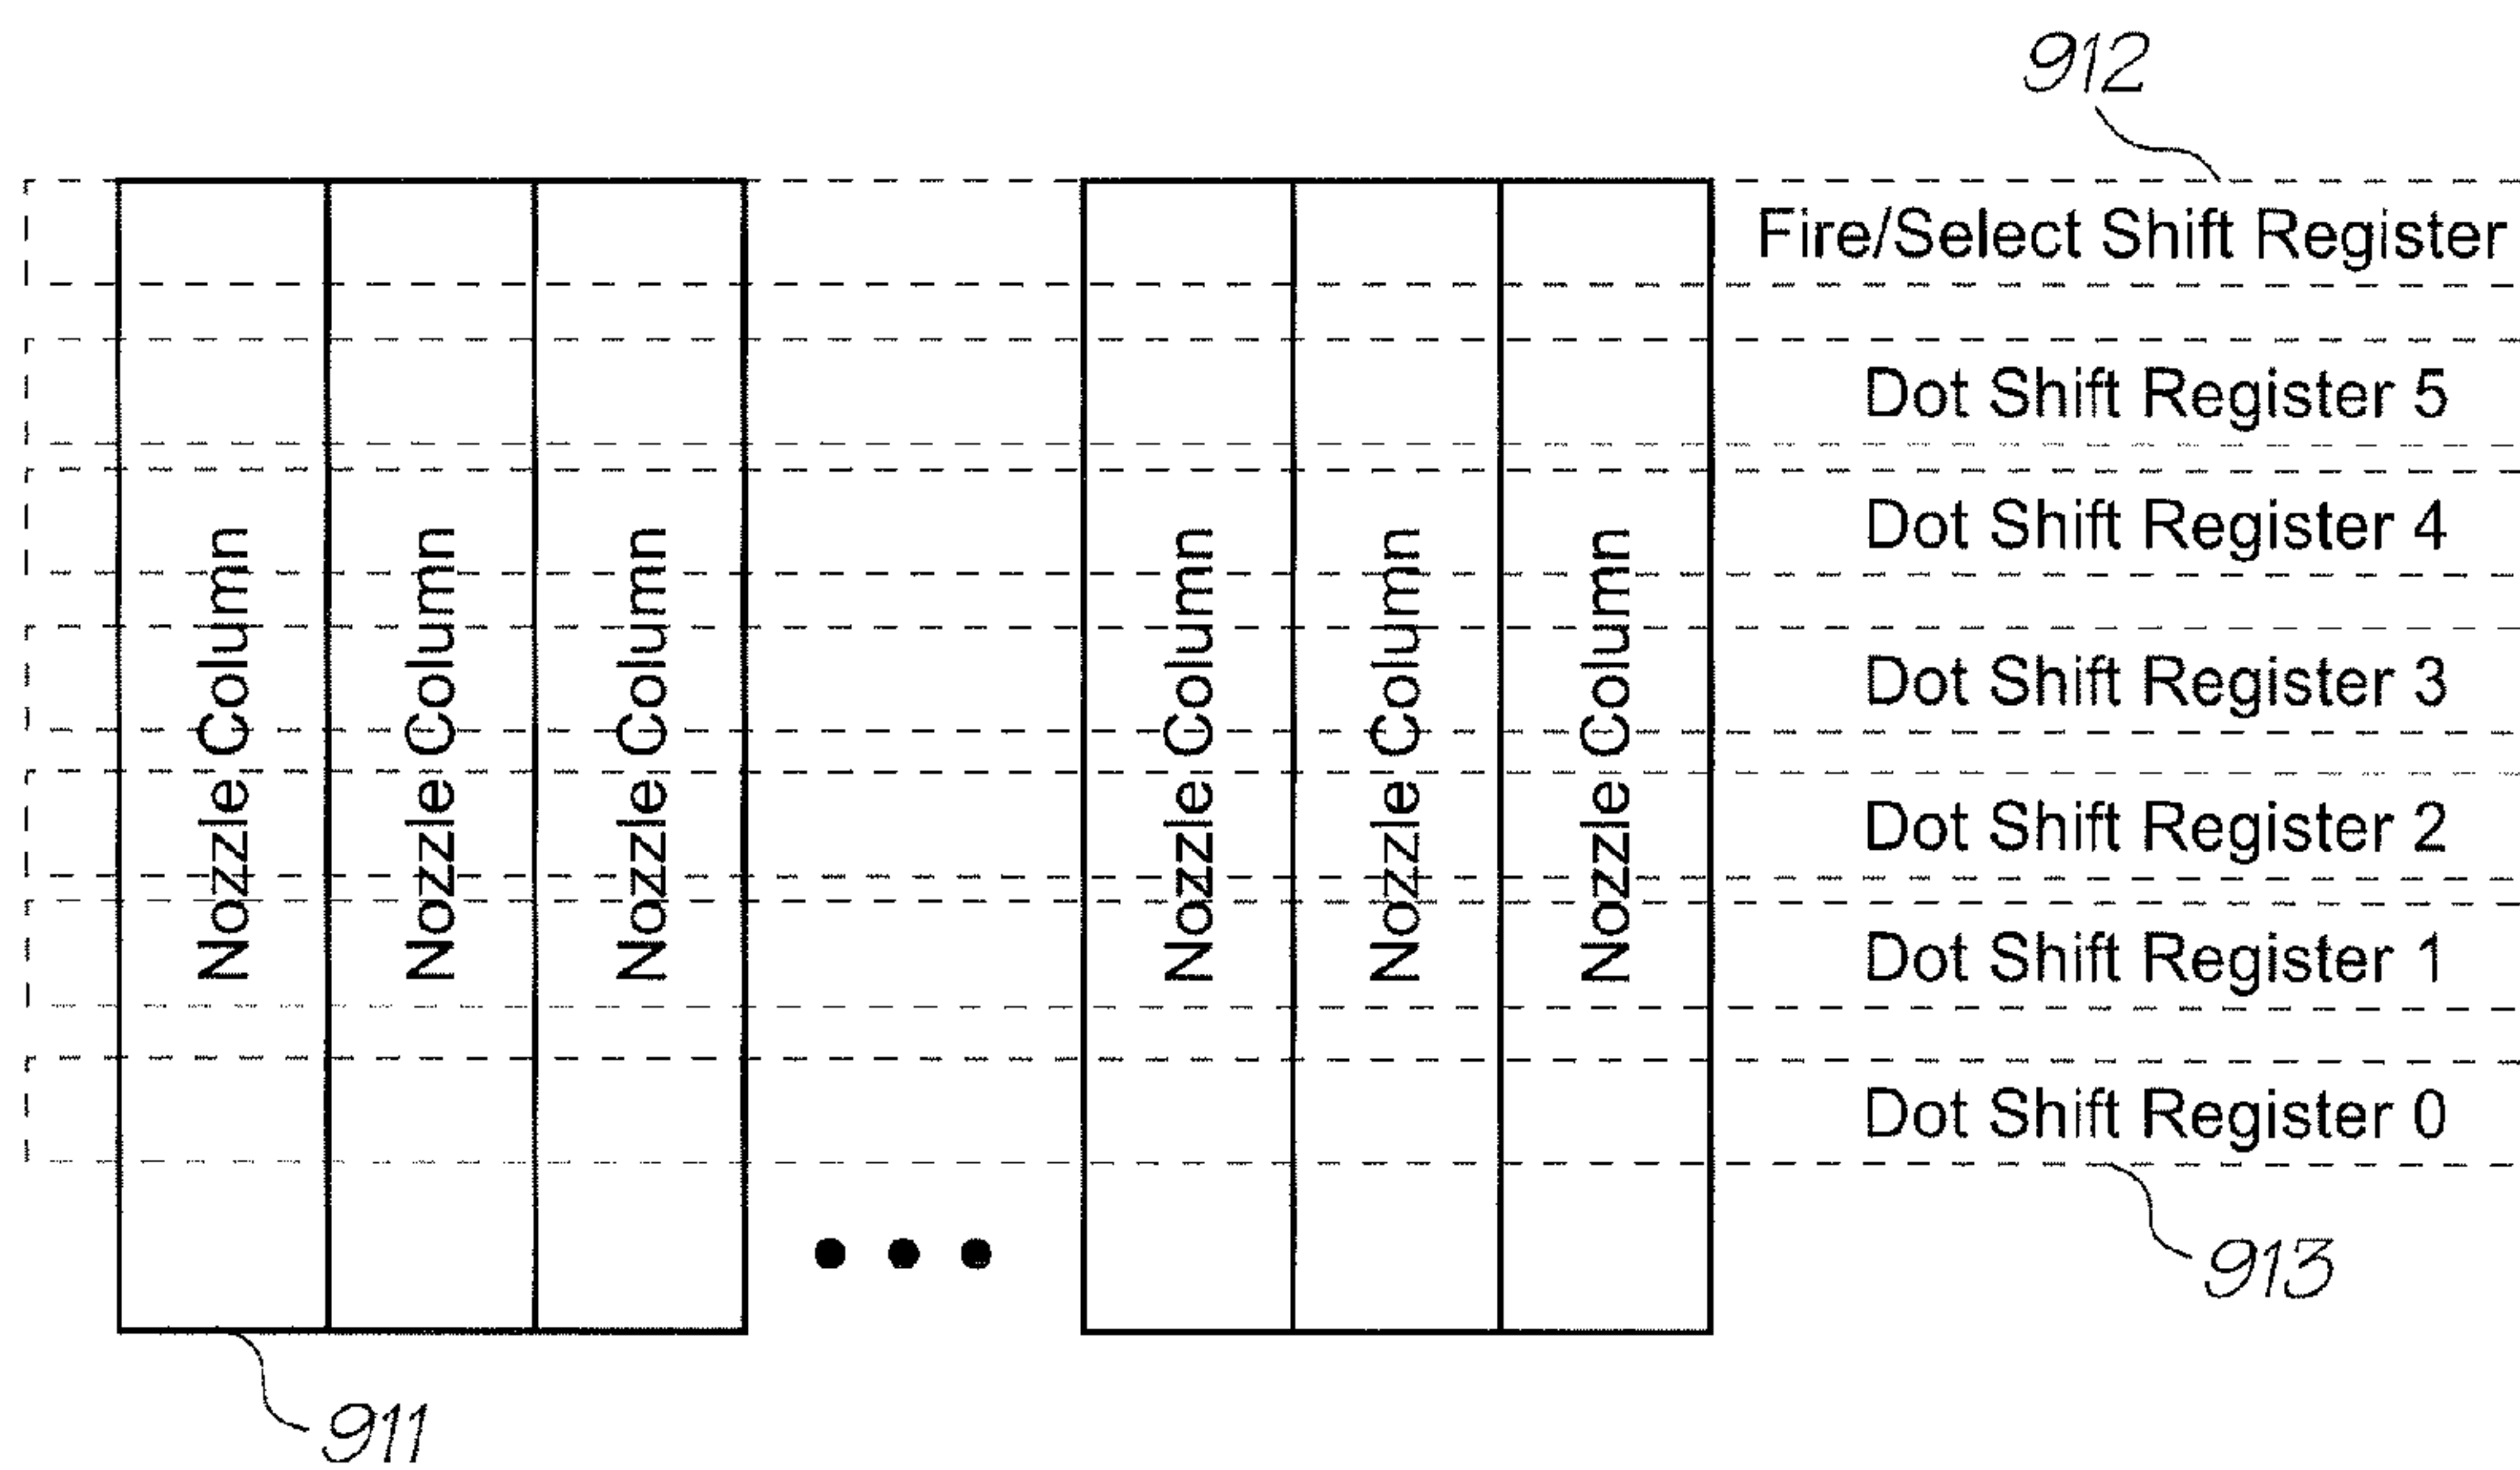 912
Fire/Select Shift Register
Dot Shift Register 5
Dot Shift Register 4
Dot Shift Register 3
Dot Shift Register 2
Dot Shift Register 1
Dot Shift Register 0
Nozzle Column
Nozzle Column
Nozzle Column
Nozzle Column
Nozzle Column
Nozzle Column
913
911